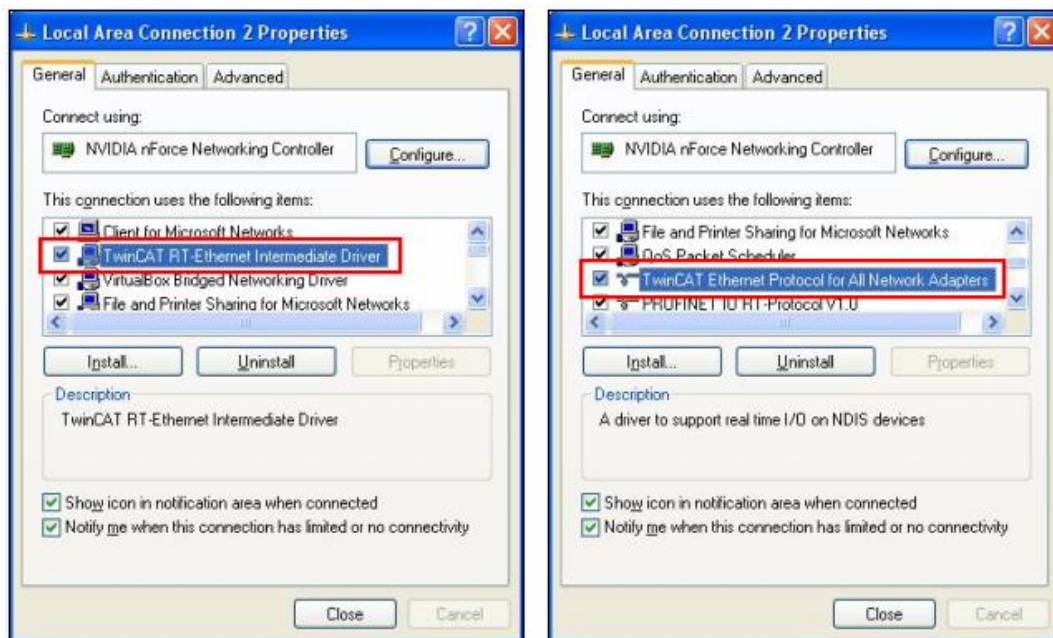 Local Area Connection 2 Properties
General Authentication Advanced
Connect using:
NVIDIA nForce Networking Controller
Configure...
This connection uses the following items:
Client for Microsoft Networks
TwinCAT RT-Ethernet Intermediate Driver
VirtualBox Bridged Networking Driver
File and Printer Sharing for Microsoft Networks
Install... Uninstall Properties
Description
TwinCAT RT-Ethernet Intermediate Driver
Show icon in notification area when connected
Notify me when this connection has limited or no connectivity
Close Cancel
Local Area Connection 2 Properties
General Authentication Advanced
Connect using:
NVIDIA nForce Networking Controller
Configure...
This connection uses the following items:
File and Printer Sharing for Microsoft Networks
QoS Packet Scheduler
TwinCAT Ethernet Protocol for All Network Adapters
PROFINET IO RT-Protocol V1.0
Install... Uninstall Properties
Description
A driver to support real time I/O on NDIS devices
Show icon in notification area when connected
Notify me when this connection has limited or no connectivity
Close Cancel